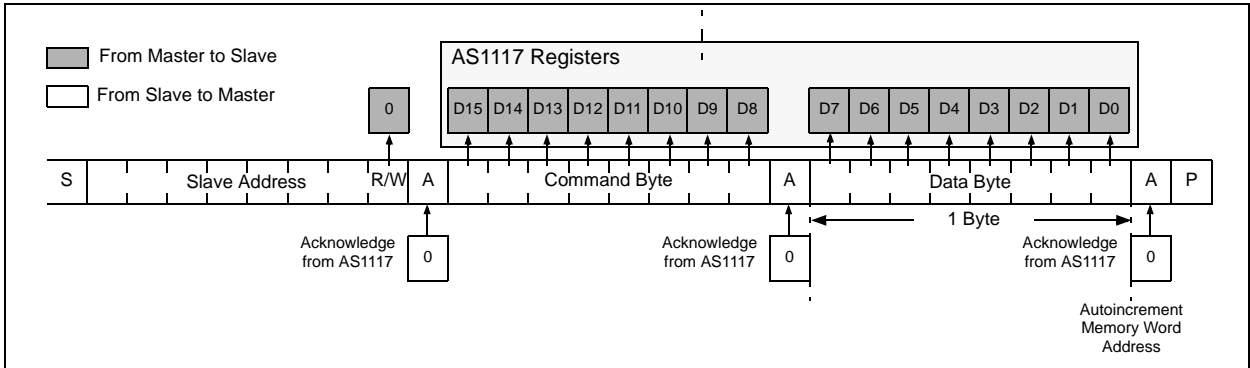 From Master to Slave
From Slave to Master
AS1117 Registers
0 D15 D14 D13 D12 D11 D10 D9 D8 D7 D6 D5 D4 D3 D2 D1 D0
S Slave Address R/W A Command Byte A Data Byte A P
1 Byte
Acknowledge
from AS1117
0
Acknowledge
from AS1117
0
Acknowledge
from AS1117
0
Autoincrement
Memory Word
Address